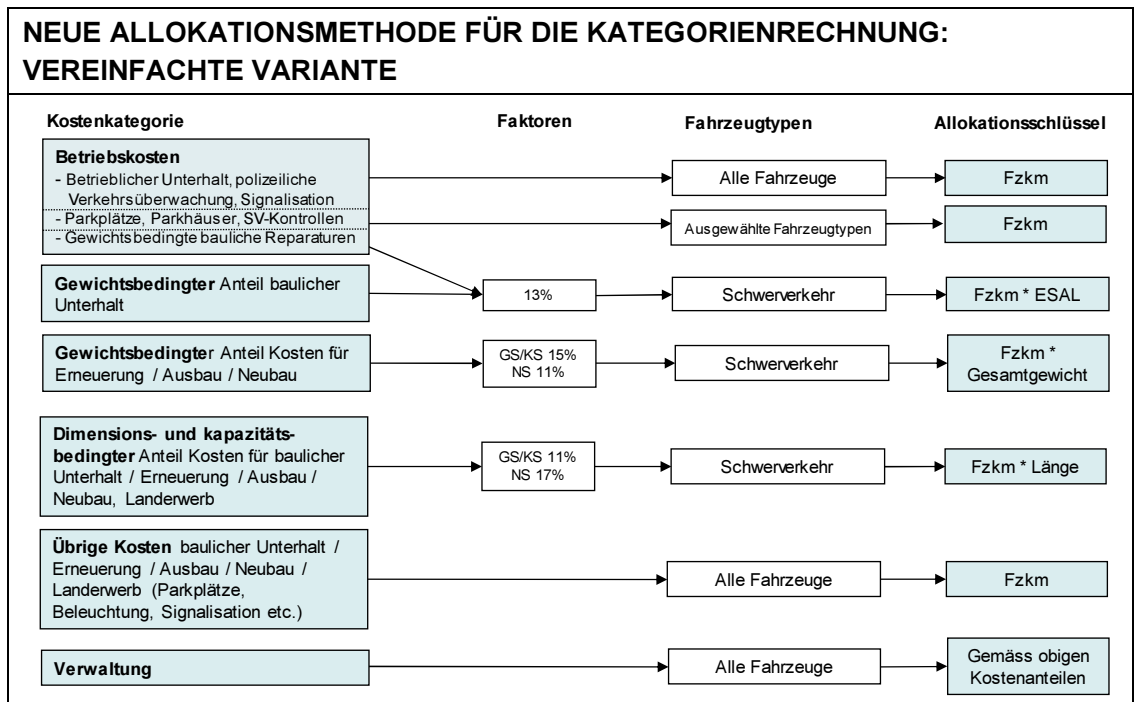 NEUE ALLOKATIONSMETHODE FÜR DIE KATEGORIENRECHNUNG:
VEREINFACHTE VARIANTE
Kostenkategorie
Faktoren
Fahrzeugtypen
Allokationsschlüssel
Betriebskosten
- Betrieblicher Unterhalt, polizeiliche
Verkehrsüberwachung, Signalisation
- Parkplätze, Parkhäuser, SV-Kontrollen
- Gewichtsbedingte bauliche Reparaturen
Alle Fahrzeuge
Fzkm
Ausgewählte Fahrzeugtypen
Fzkm
Gewichtsbedingter Anteil baulicher
Unterhalt
13%
Schwerverkehr
Fzkm * ESAL
Gewichtsbedingter Anteil Kosten für
Erneuerung / Ausbau / Neubau
GS/KS 15%
NS 11%
Schwerverkehr
Fzkm *
Gesamtgewicht
Dimensions- und kapazitäts-
bedingter Anteil Kosten für baulicher
Unterhalt / Erneuerung / Ausbau /
Neubau, Landerwerb
GS/KS 11%
NS 17%
Schwerverkehr
Fzkm * Länge
Übrige Kosten baulicher Unterhalt /
Erneuerung / Ausbau / Neubau /
Landerwerb (Parkplätze,
Beleuchtung, Signalisation etc.)
Alle Fahrzeuge
Fzkm
Verwaltung
Alle Fahrzeuge
Gemäss obigen
Kostenanteilen